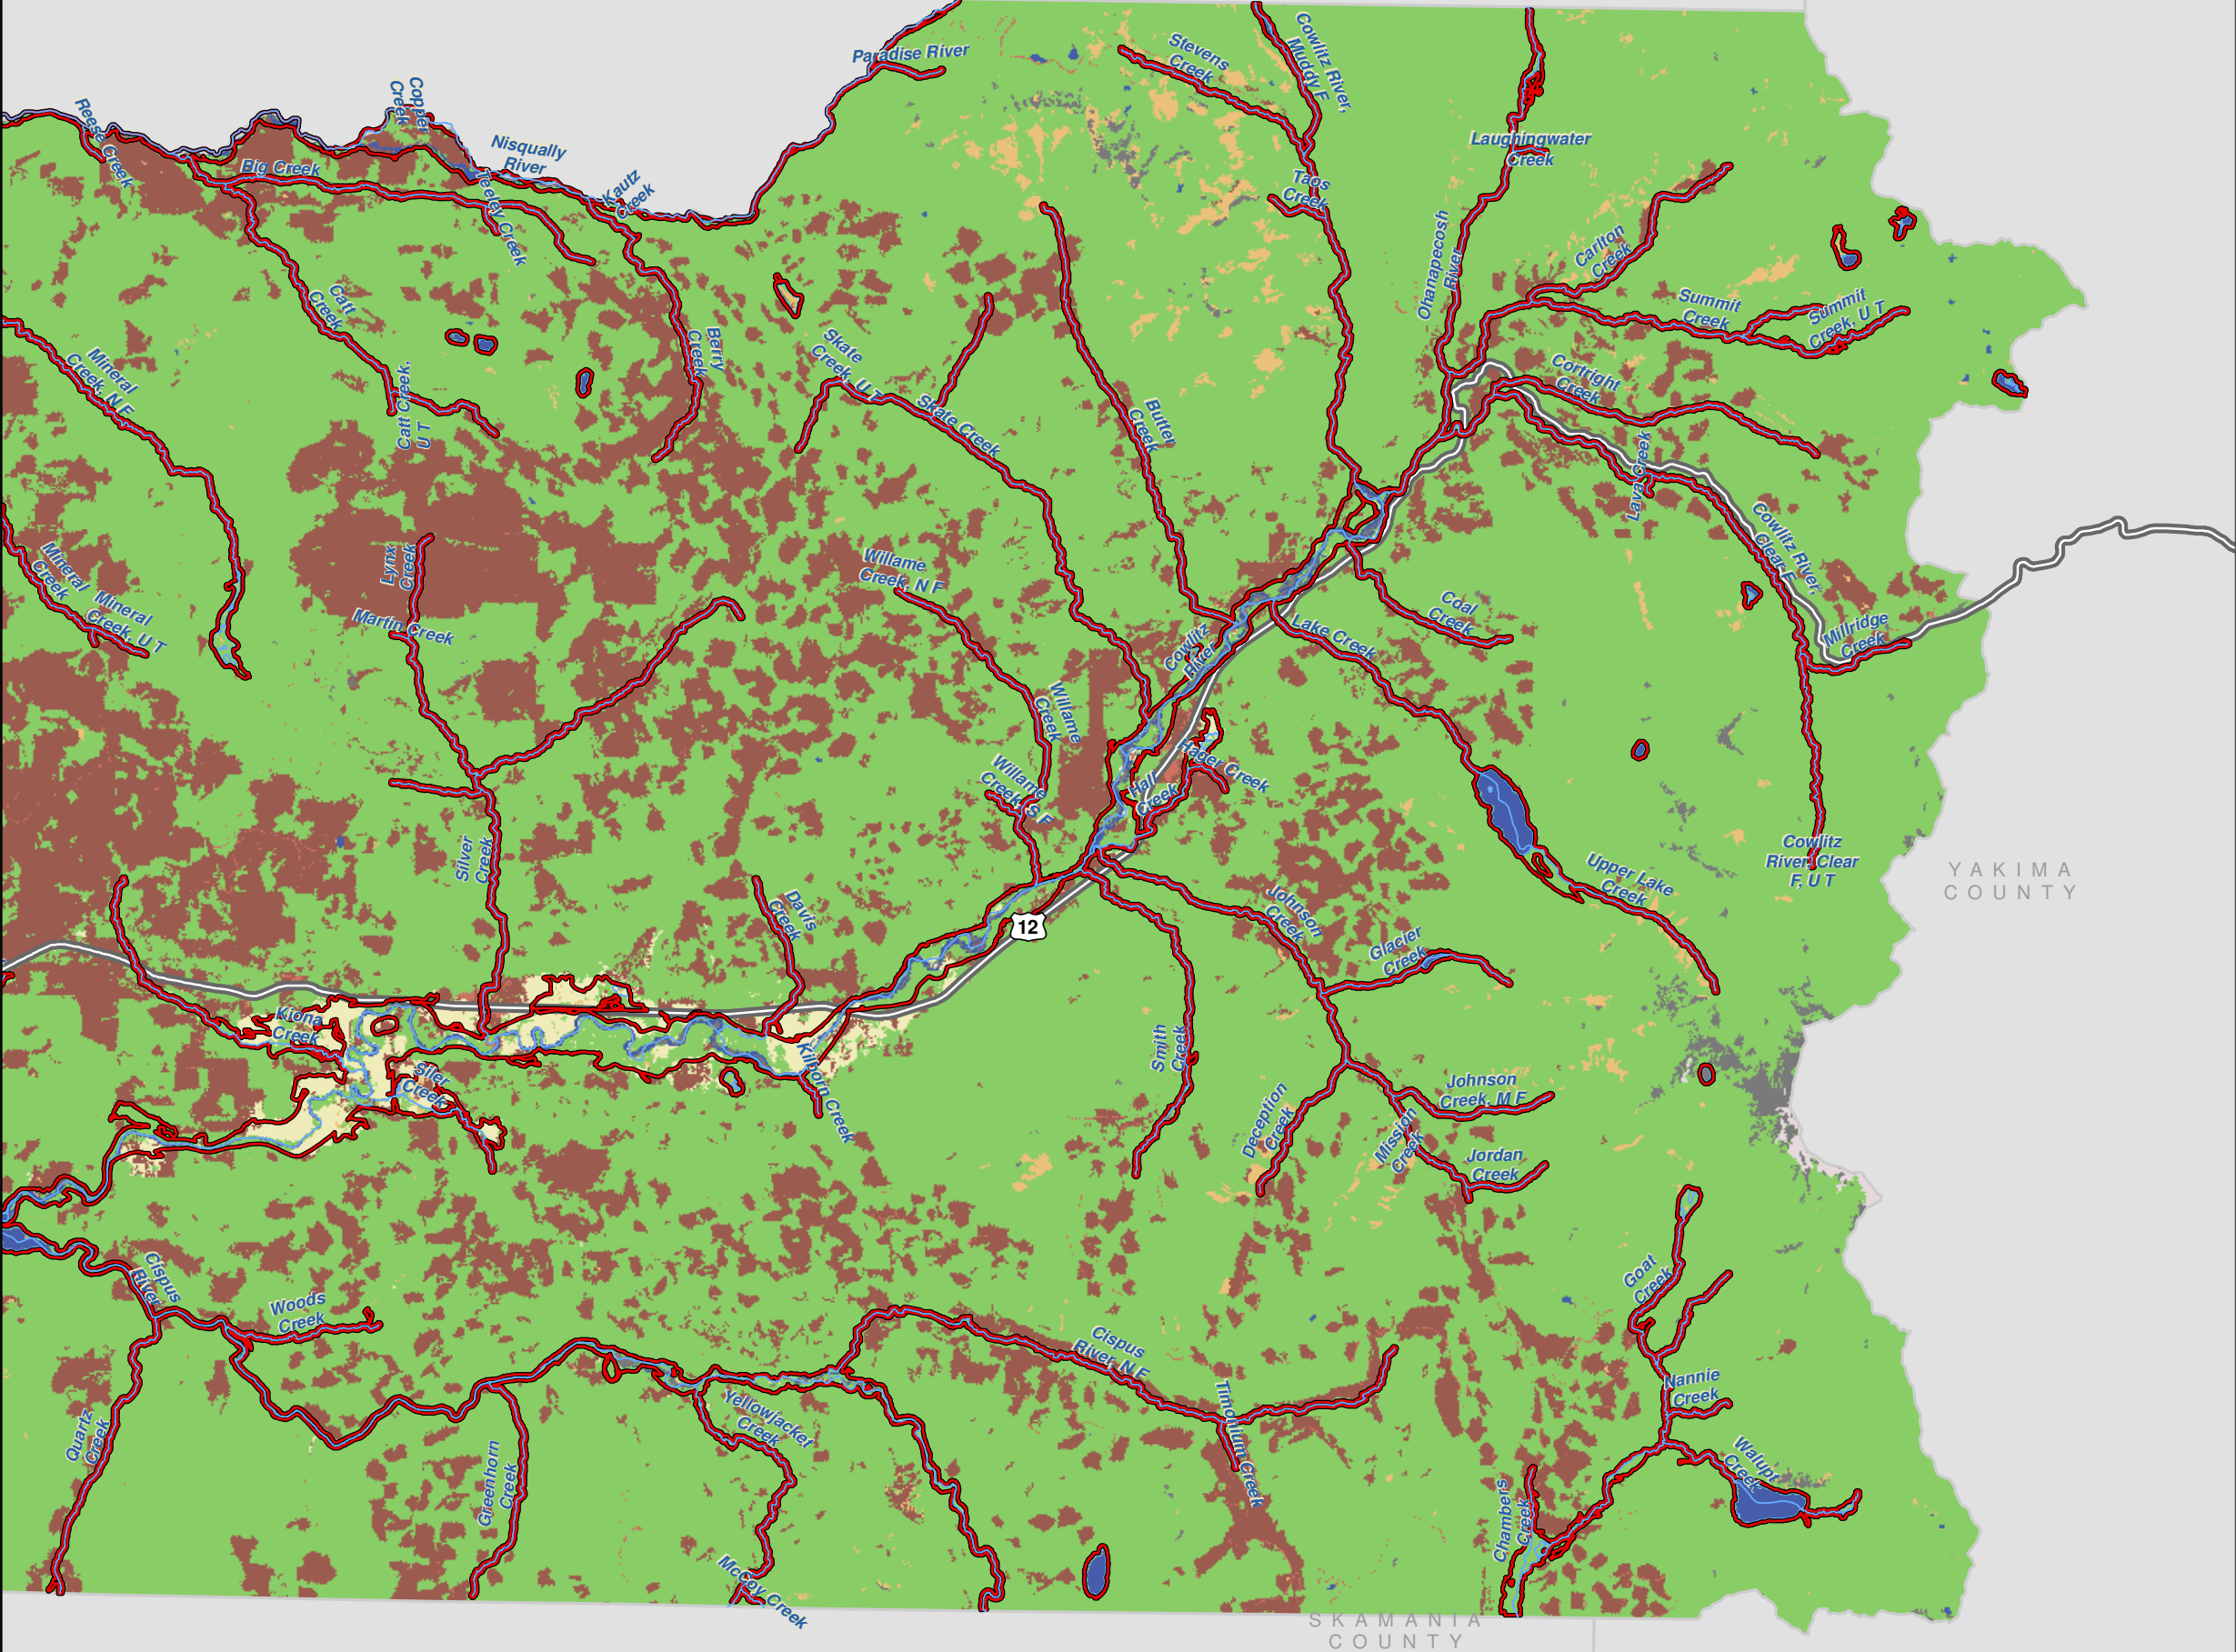 Paradise River
Stevens
Creek
Cowlitz River,
Muddy F
Copper
Creek
Reese
Creek
Nisqually
River
Big Creek
Teeley Creek
Kautz
Creek
Laughingwater
Creek
Taos
Creek
Ohanapecosh
River
Carlton
Creek
Summit
Creek
Summit
Creek, U T
Catt
Creek
Berry
Creek
Skate
Creek, U T
Skate Creek
Butter
Creek
Cortright
Creek
Mineral
Creek, N F
Catt Creek,
U T
Lava Creek
Cowlitz River,
Clear F
Lynx
Creek
Mineral
Creek
Mineral
Creek, U T
Martin Creek
Willame
Creek, N F
Coal
Creek
Lake Creek
Millridge
Creek
Cowlitz
River
Willame
Creek
Hager Creek
Hall
Creek
Willame
Creek, S F
Silver
Creek
Cowlitz
River, Clear
F, U T
YAKIMA
COUNTY
Upper Lake
Creek
Davis
Creek
12
Johnson
Creek
Glacier
Creek
Kiona
Creek
Siler
Creek
Kilborn Creek
Smith
Creek
Johnson
Creek, M F
Deception
Creek
Mission
Creek
Jordan
Creek
Cispus
River
Woods
Creek
Goat
Creek
Cispus
River, N F
Nannie
Creek
Timonium Creek
Yellowjacket
Creek
Quartz
Creek
Greenhorn
Creek
Walupt
Creek
Chambers
Creek
McCoy Creek
SKAMANIA
COUNTY